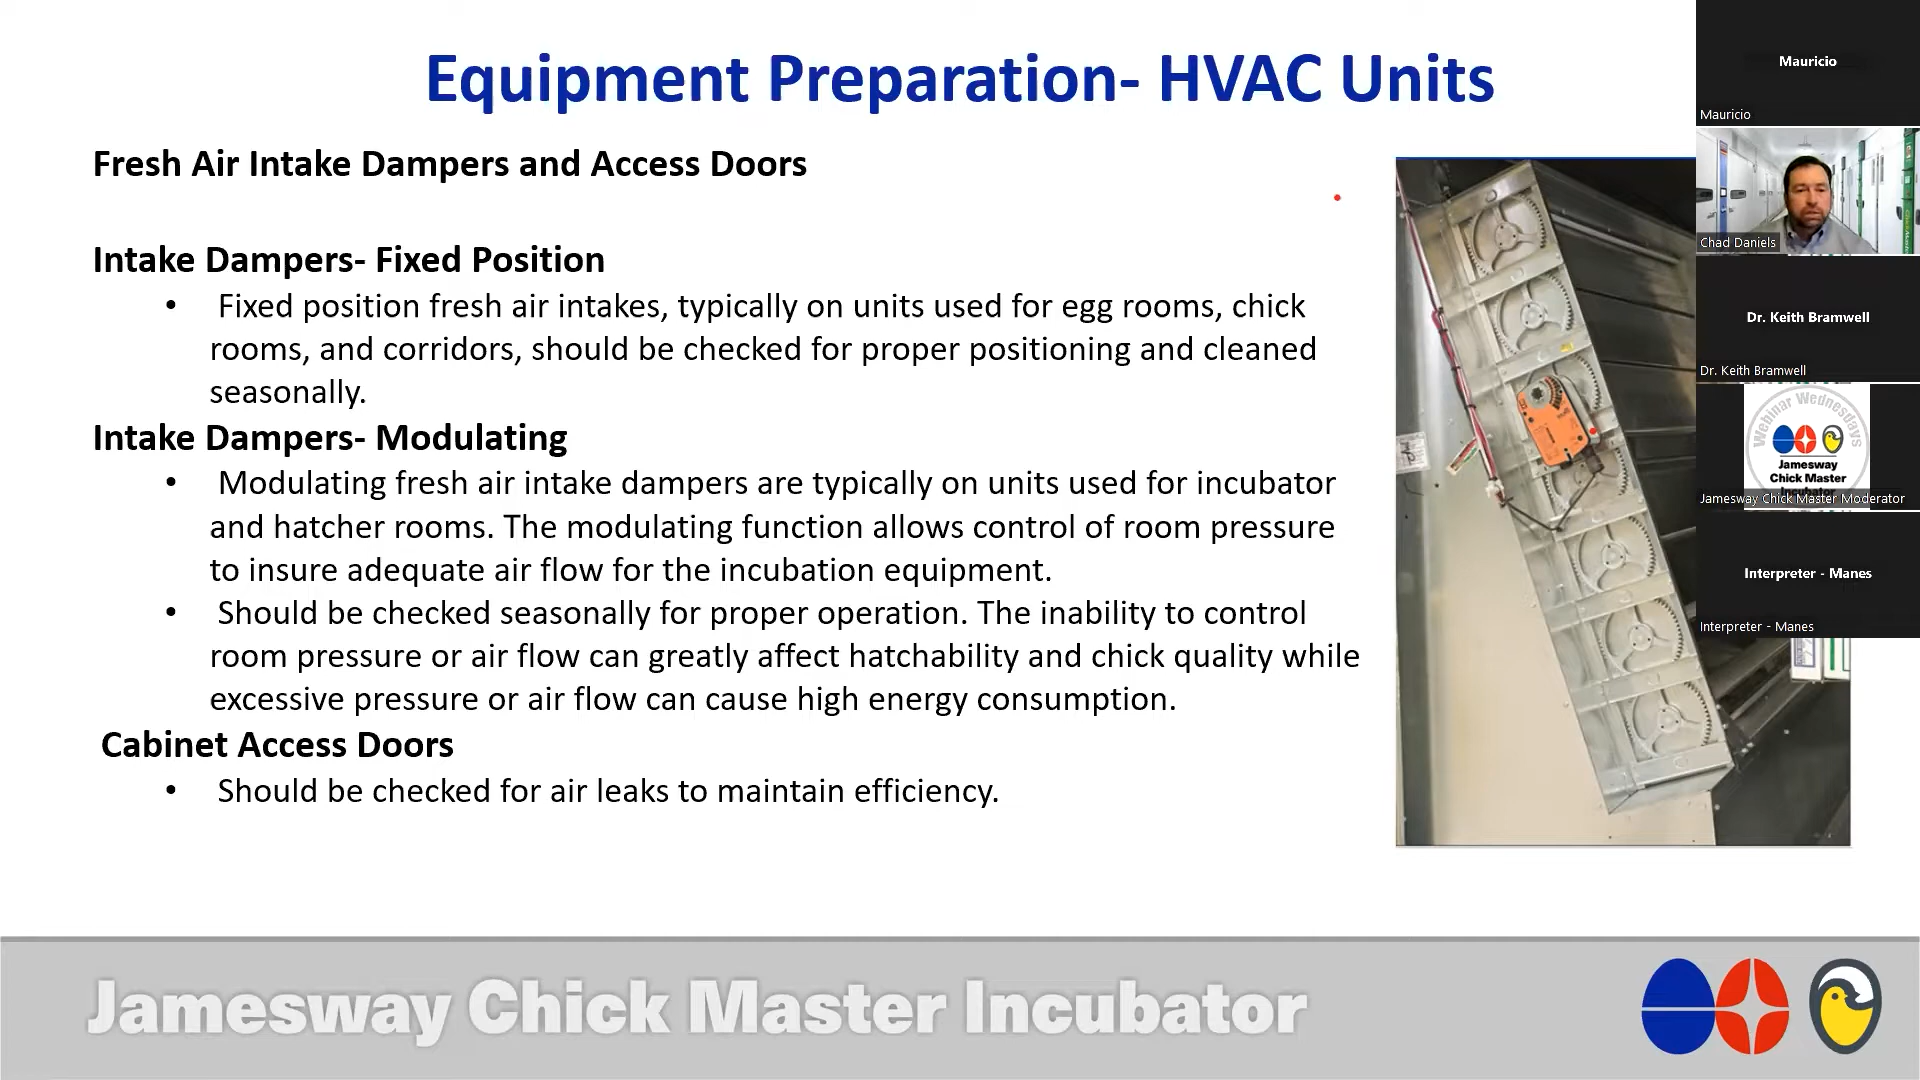 Equipment Preparation- HVAC Units
Fresh Air Intake Dampers and Access Doors
Intake Dampers- Fixed Position
• Fixed position fresh air intakes, typically on units used for egg rooms, chick
rooms, and corridors, should be checked for proper positioning and cleaned
seasonally.
Intake Dampers- Modulating
• Modulating fresh air intake dampers are typically on units used for incubator
and hatcher rooms. The modulating function allows control of room pressure
to insure adequate air flow for the incubation equipment.
• Should be checked seasonally for proper operation. The inability to control
room pressure or air flow can greatly affect hatchability and chick quality while
excessive pressure or air flow can cause high energy consumption.
Cabinet Access Doors
• Should be checked for air leaks to maintain efficiency.
Jamesway Chick Master Incubator
Mauricio
Mauricio
Chad Daniels
Dr. Keith Bramwell
Dr. Keith Bramwell
Webinar Wednesdays
Jamesway
Chick Master
Jamesway Chick Master Moderator
Interpreter - Manes
Interpreter - Manes